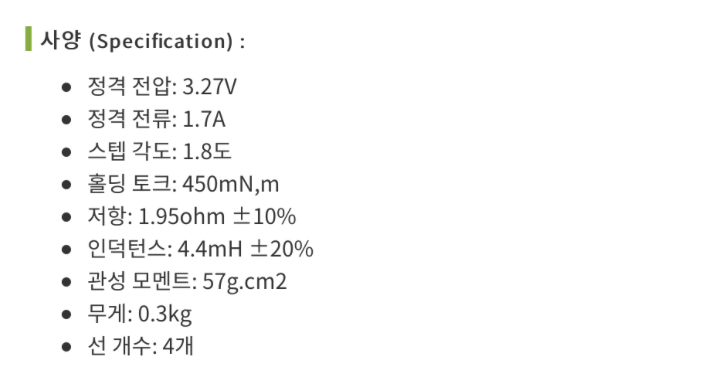 사양 (Specification) :
● 정격 전압: 3.27V
● 정격 전류: 1.7A
● 스텝 각도: 1.8도
● 홀딩 토크: 450mN,m
● 저항: 1.95ohm ±10%
● 인덕턴스: 4.4mH ±20%
● 관성 모멘트: 57g.cm2
● 무게: 0.3kg
● 선 개수: 4개